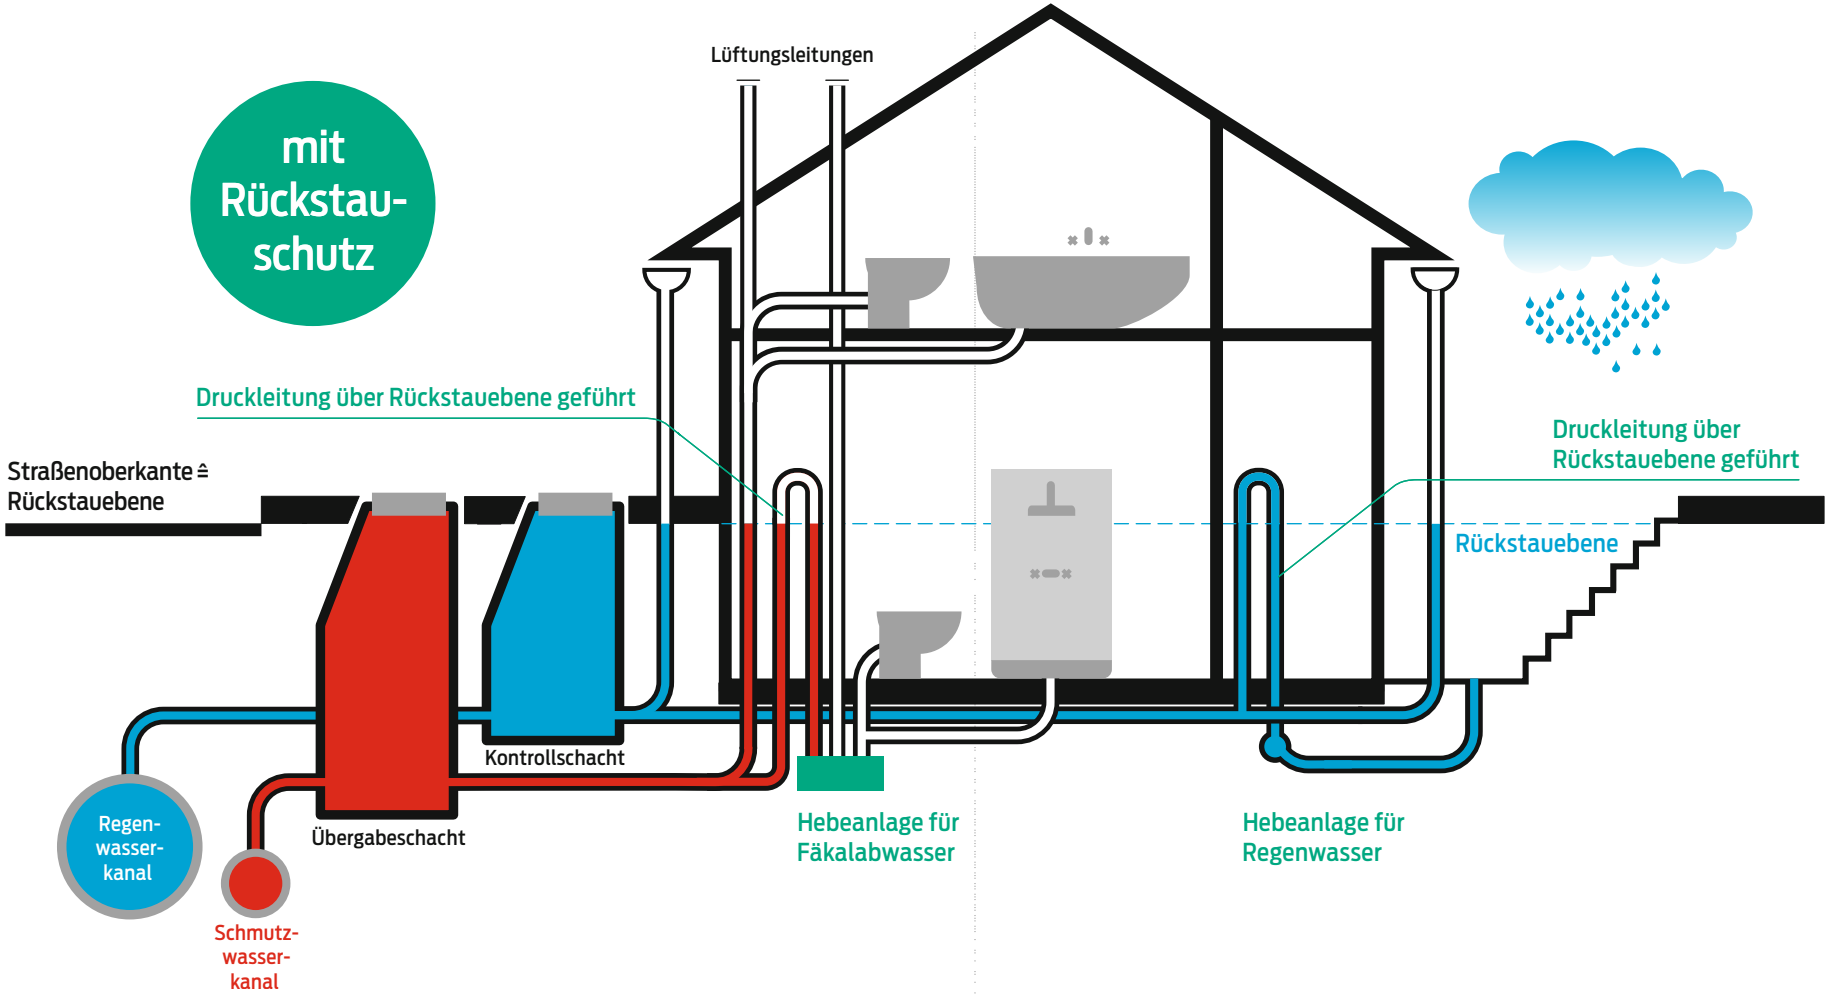 Lüftungsleitungen
mit
Rückstau-
schutz
Druckleitung über Rückstauebene geführt
Druckleitung über
Rückstauebene geführt
Straßenoberkante ≙
Rückstauebene
Rückstauebene
Kontrollschacht
Übergabeschacht
Regen-
wasser-
kanal
Hebeanlage für
Fäkalabwasser
Hebeanlage für
Regenwasser
Schmutz-
wasser-
kanal